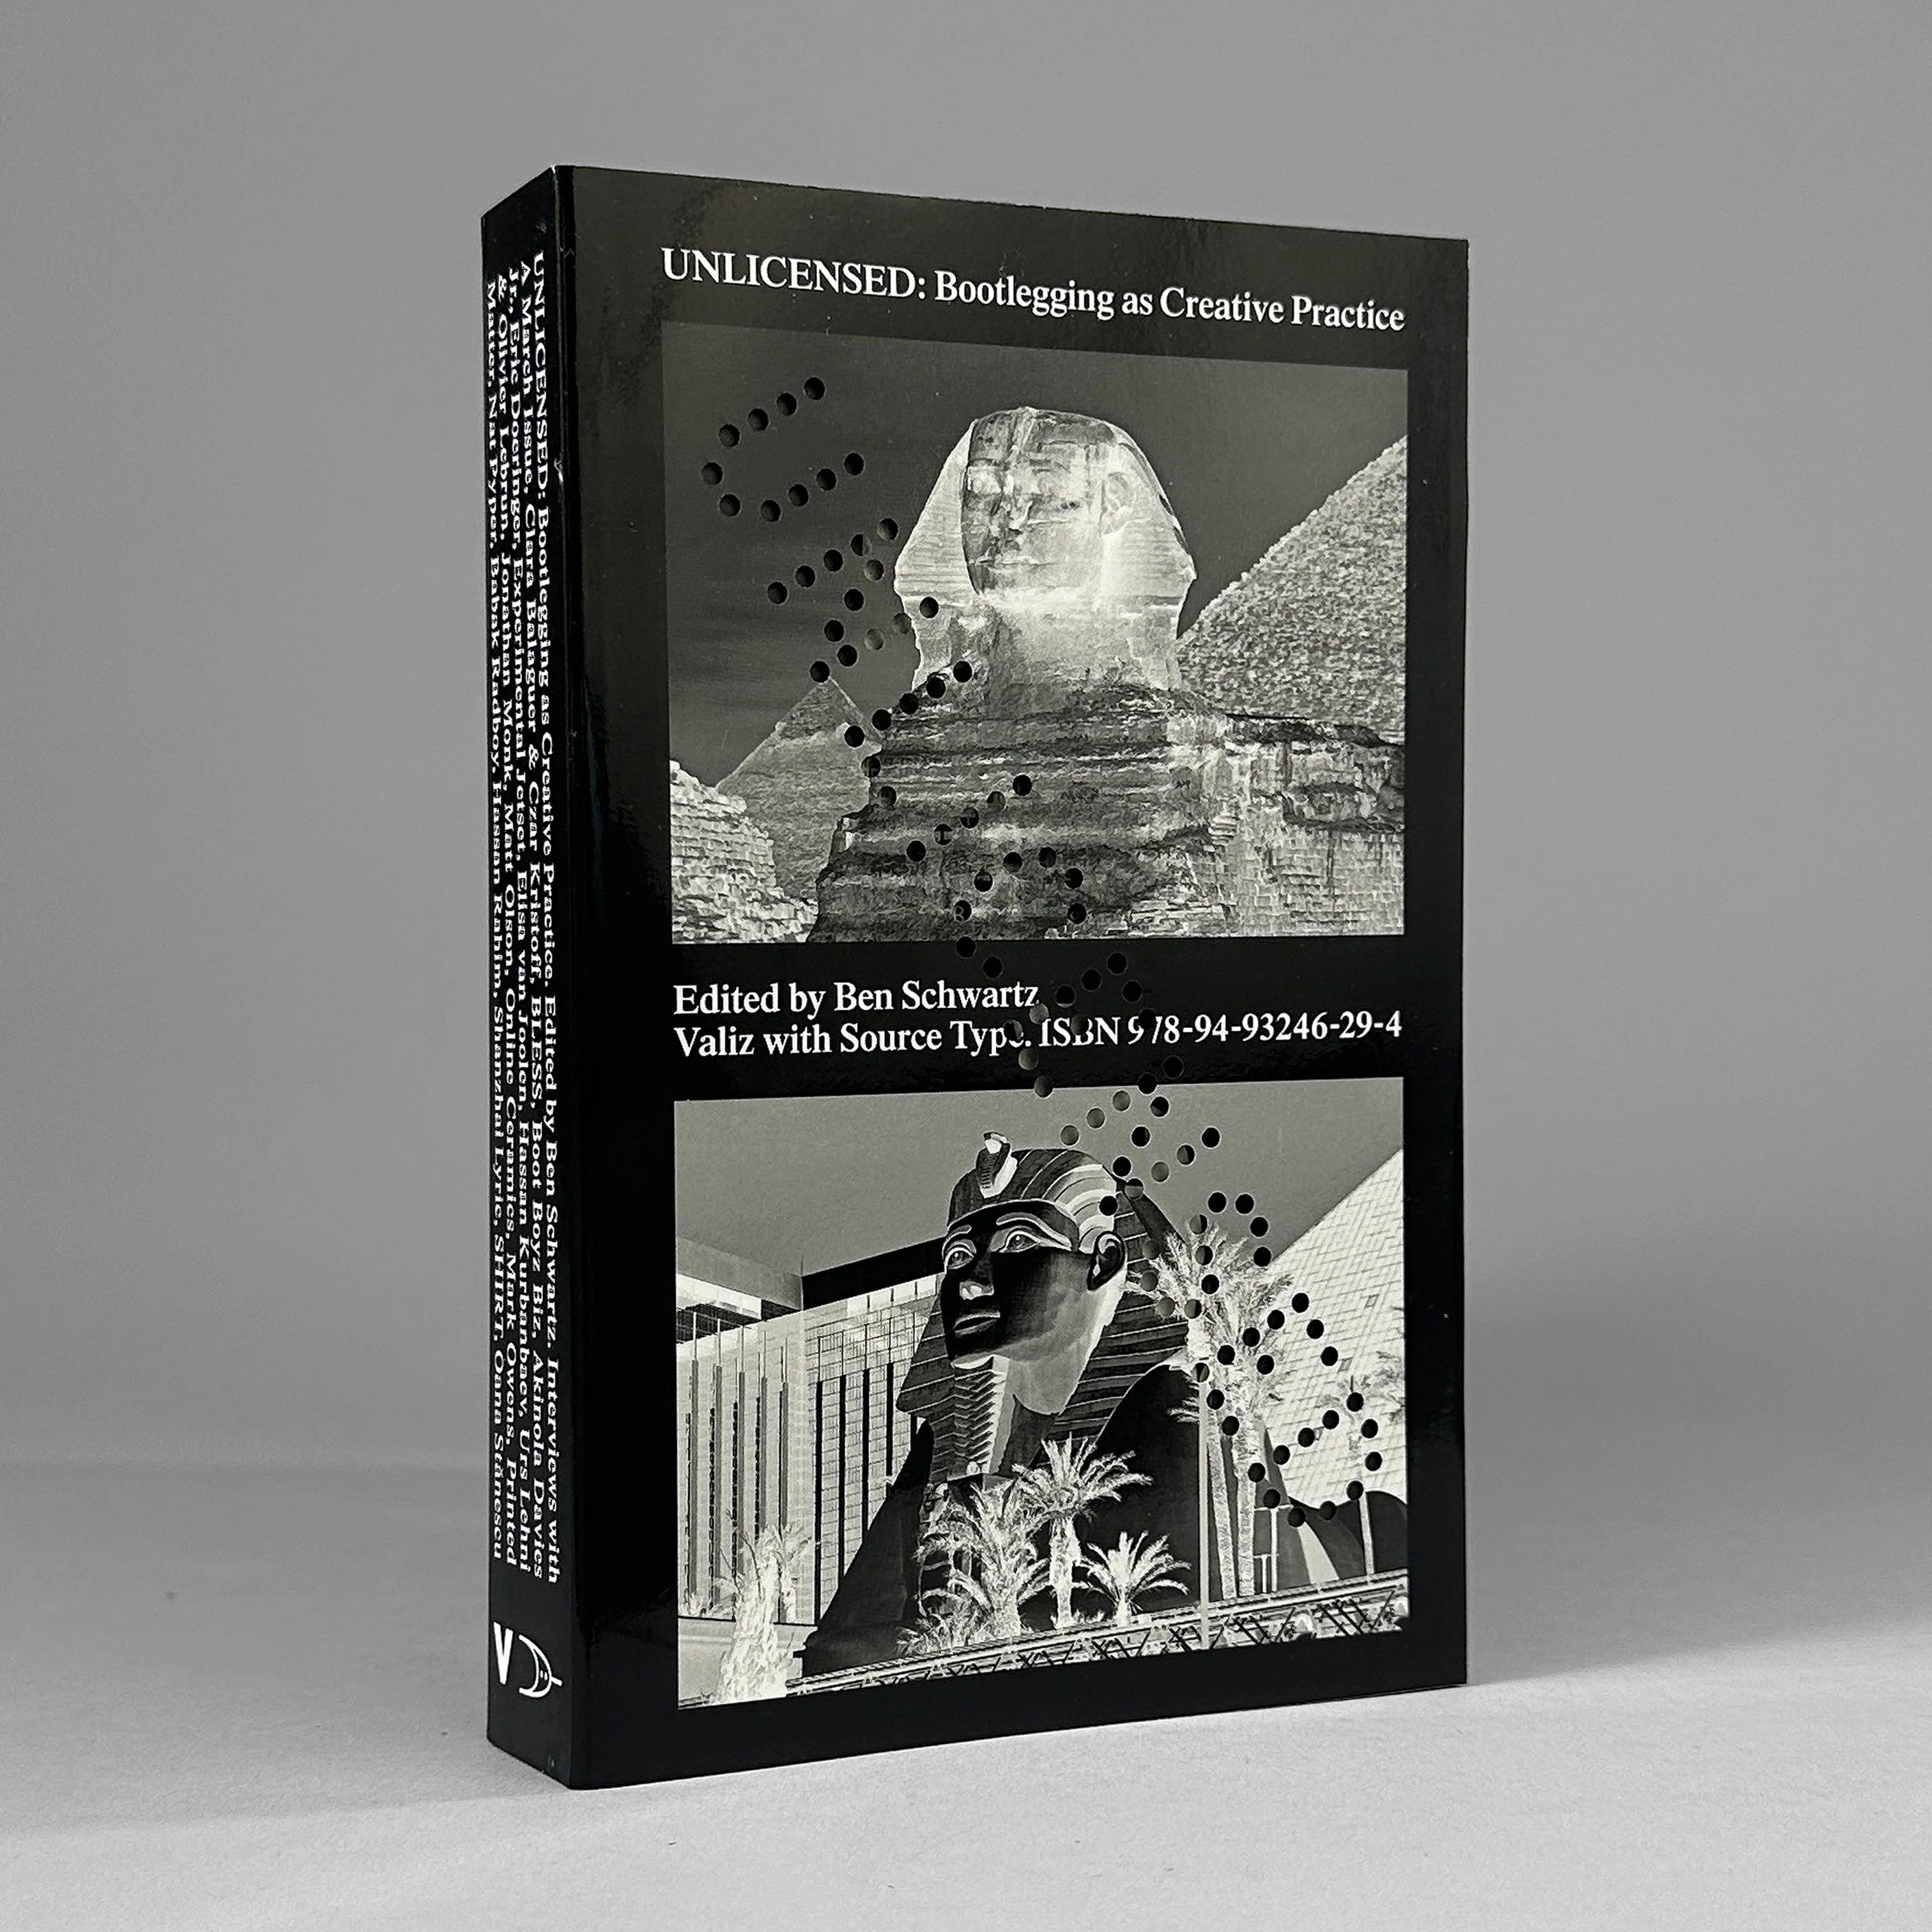 UNLICENSED: Bootlegging as Creative Practice. Edited by Ben Schwartz. Interviews with
A March Issue, Clara Balaguer & Czar Kristoff, BLESS, Boot Boyz Biz, Akinola Davies
Jr., Eric Doeringer, Experimental Jetset, Elisa van Joolen, Hassan Kurbanbaev, Urs Lehni
& Olivier Lebrun, Jonathan Monk, Matt Olson, Online Ceramics, Mark Owens, Printed
Matter, Nat Pyper, Babak Radboy, Hassan Rahim, Shanzhai Lyric, SHIRT, Oana Stănescu
V
UNLICENSED: Bootlegging as Creative Practice
UNLICENSED
Edited by Ben Schwartz
Valiz with Source Type. ISBN 978-94-93246-29-4